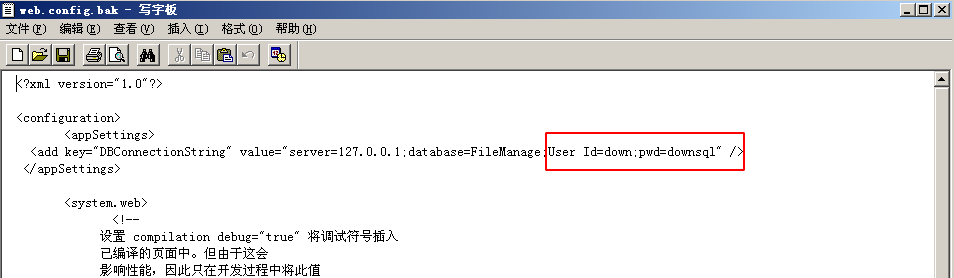 web.config.bak - 写字板
文件(F) 编辑(E) 查看(V) 插入(I) 格式(O) 帮助(H)
<?xml version="1.0"?>
<configuration>
<appSettings>
<add key="DBConnectionString" value="server=127.0.0.1;database=FileManage;User Id=down;pwd=downsql" />
</appSettings>
<system.web>
<!--
设置 compilation debug="true" 将调试符号插入
已编译的页面中。但由于这会
影响性能，因此只在开发过程中将此值